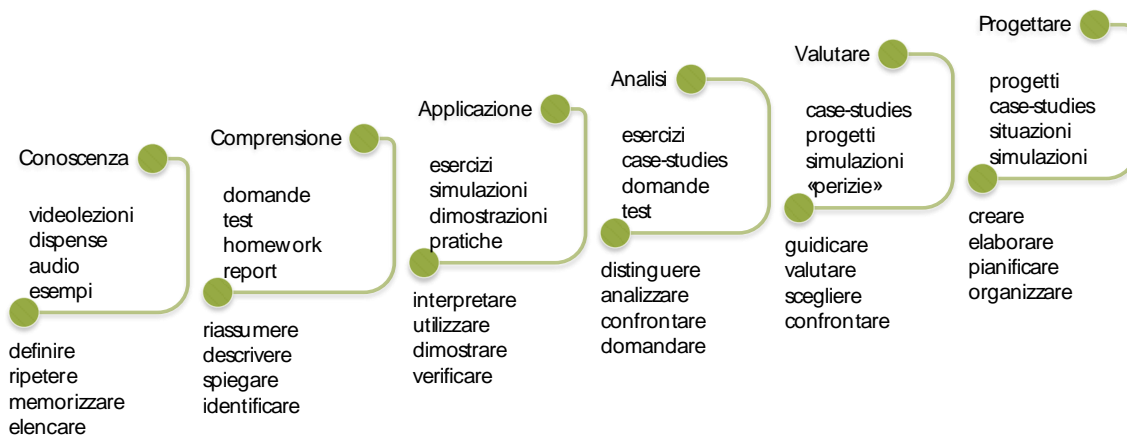 Conoscenza
videolezioni
dispense
audio
esempi
definire
ripetere
memorizzare
elencare
Comprensione
domande
test
homework
report
riassumere
descrivere
spiegare
identificare
Applicazione
esercizi
simulazioni
dimostrazioni
pratiche
interpretare
utilizzare
dimostrare
verificare
Analisi
esercizi
case-studies
domande
test
distinguere
analizzare
confrontare
domandare
Valutare
case-studies
progetti
simulazioni
«perizie»
guidicare
valutare
scegliere
confrontare
Progettare
progetti
case-studies
situazioni
simulazioni
creare
elaborare
pianificare
organizzare